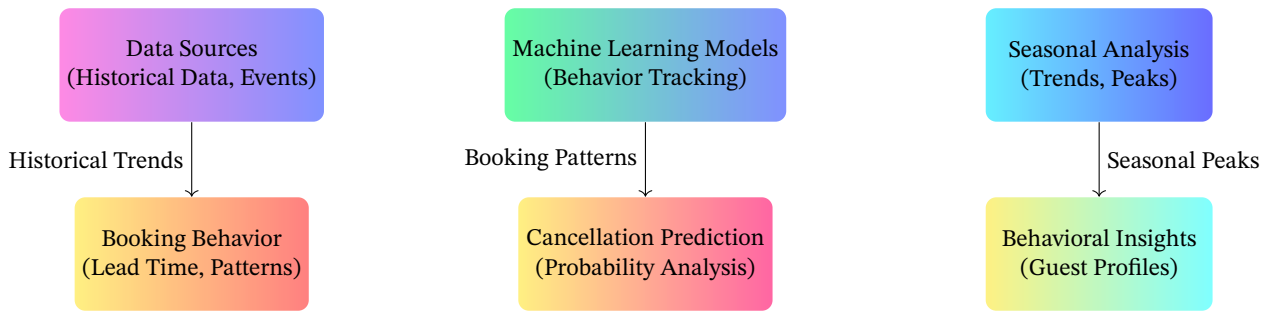 Data Sources
(Historical Data, Events)
Machine Learning Models
(Behavior Tracking)
Seasonal Analysis
(Trends, Peaks)
Historical Trends
Booking Patterns
Seasonal Peaks
Booking Behavior
(Lead Time, Patterns)
Cancellation Prediction
(Probability Analysis)
Behavioral Insights
(Guest Profiles)